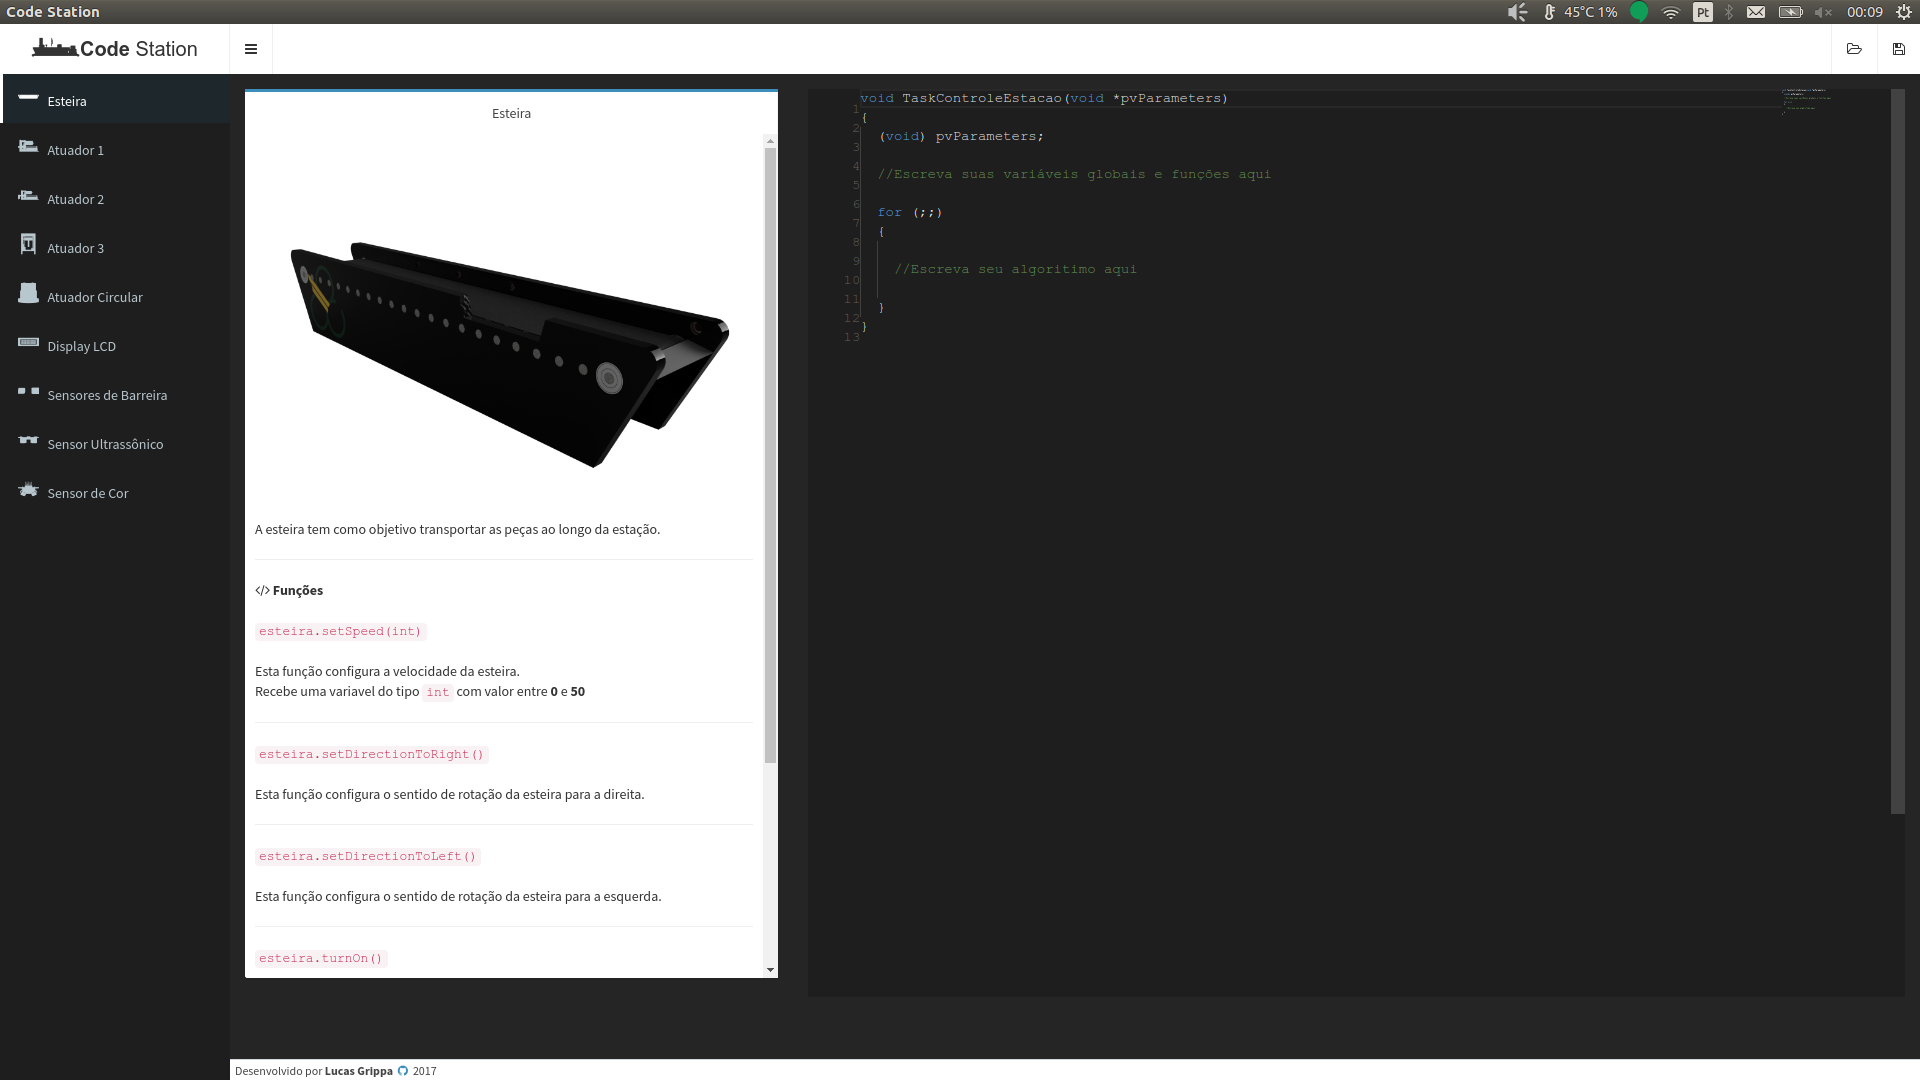 Code Station
45°C 1%
Pt
00:09
Code Station
Esteira
Atuador 1
Atuador 2
Atuador 3
Atuador Circular
Display LCD
Sensores de Barreira
Sensor Ultrassônico
Sensor de Cor
Esteira
A esteira tem como objetivo transportar as peças ao longo da estação.
</> Funções
esteira.setSpeed(int)
Esta função configura a velocidade da esteira.
Recebe uma variavel do tipo int com valor entre 0 e 50
esteira.setDirectionToRight()
Esta função configura o sentido de rotação da esteira para a direita.
esteira.setDirectionToLeft()
Esta função configura o sentido de rotação da esteira para a esquerda.
esteira.turnOn()
void TaskControleEstacao(void *pvParameters)
1
{
2
(void) pvParameters;
3
4
//Escreva suas variáveis globais e funções aqui
5
6
for (;;)
7
{
8
9
//Escreva seu algoritimo aqui
10
11
}
12
}
13
Desenvolvido por Lucas Grippa 2017